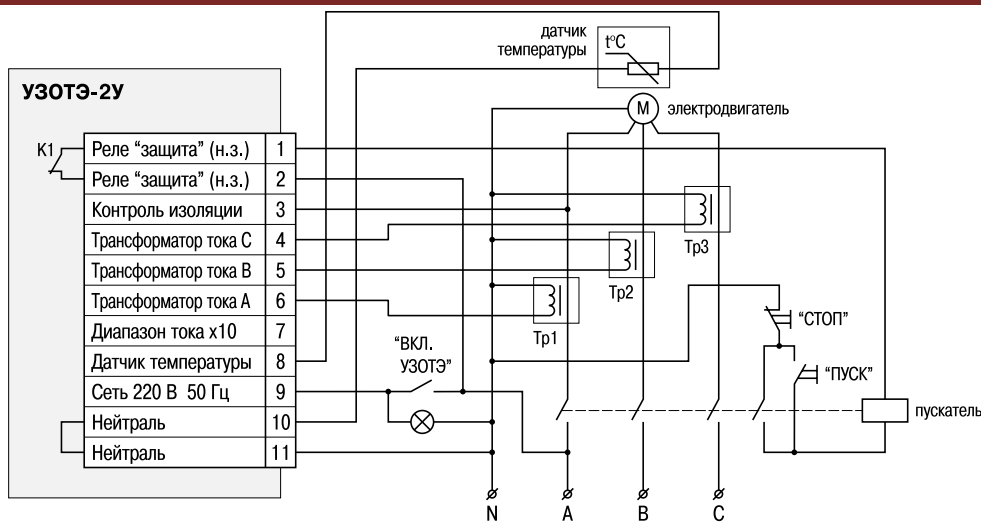 датчик
температуры
t°C
УЗОТЭ-2У
М
электродвигатель
К1
Реле “защита” (н.з.) 1
Реле “защита” (н.з.) 2
Контроль изоляции 3
Трансформатор тока С 4
Трансформатор тока В 5
Трансформатор тока А 6
Диапазон тока х10 7
Датчик температуры 8
Сеть 220 В 50 Гц 9
Нейтраль 10
Нейтраль 11
Тр3
Тр2
Тр1
“ВКЛ.
УЗОТЭ”
“СТОП”
“ПУСК”
пускатель
N A B C